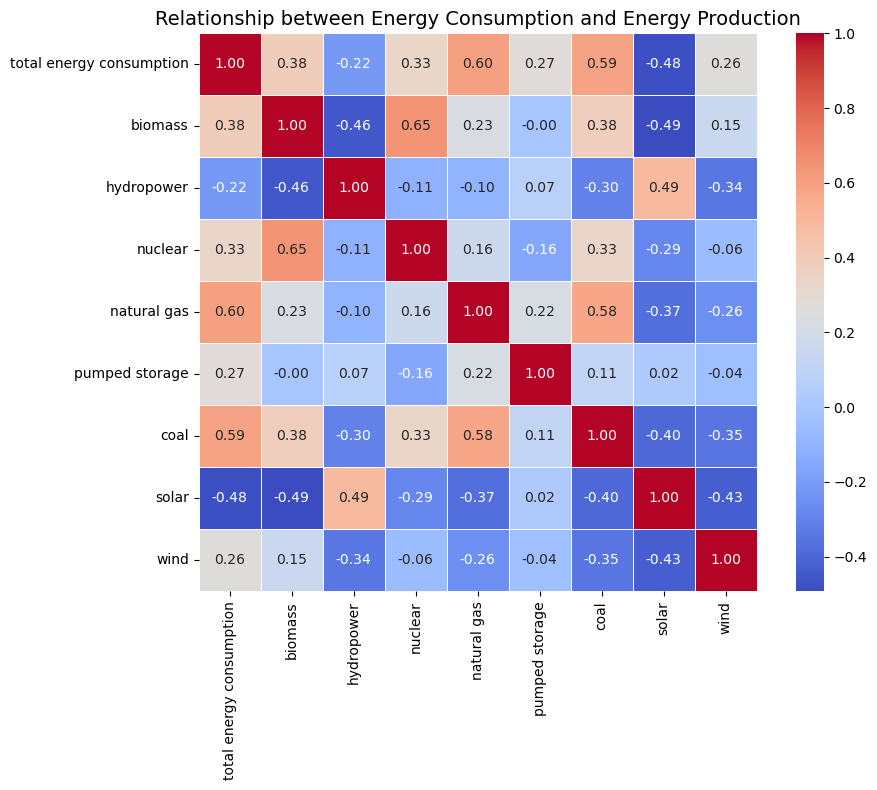 Relationship between Energy Consumption and Energy Production
total energy consumption 1.00 0.38 -0.22 0.33 0.60 0.27 0.59 -0.48 0.26
biomass 0.38 1.00 -0.46 0.65 0.23 -0.00 0.38 -0.49 0.15
hydropower -0.22 -0.46 1.00 -0.11 -0.10 0.07 -0.30 0.49 -0.34
nuclear 0.33 0.65 -0.11 1.00 0.16 -0.16 0.33 -0.29 -0.06
natural gas 0.60 0.23 -0.10 0.16 1.00 0.22 0.58 -0.37 -0.26
pumped storage 0.27 -0.00 0.07 -0.16 0.22 1.00 0.11 0.02 -0.04
coal 0.59 0.38 -0.30 0.33 0.58 0.11 1.00 -0.40 -0.35
solar -0.48 -0.49 0.49 -0.29 -0.37 0.02 -0.40 1.00 -0.43
wind 0.26 0.15 -0.34 -0.06 -0.26 -0.04 -0.35 -0.43 1.00
total energy consumption
biomass
hydropower
nuclear
natural gas
pumped storage
coal
solar
wind
1.0
0.8
0.6
0.4
0.2
0.0
−0.2
−0.4